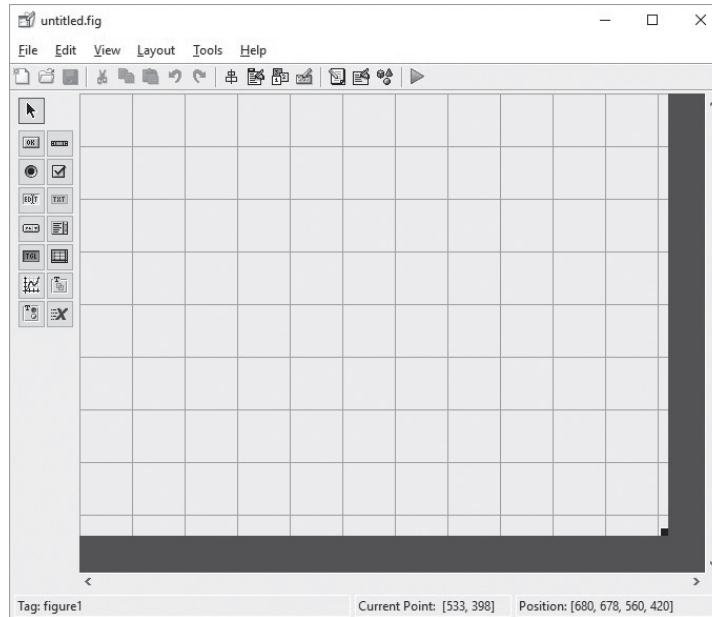 untitled.fig
File Edit View Layout Tools Help
OK
EDIT TXT
TGL
Tag: figure1 Current Point: [533, 398] Position: [680, 678, 560, 420]